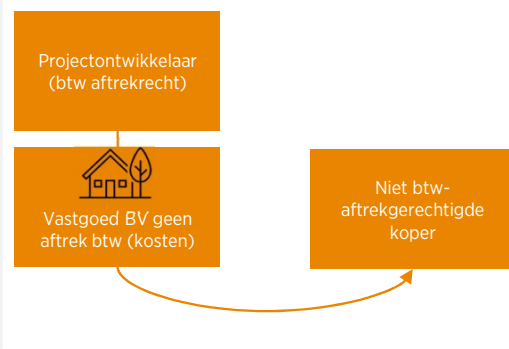 Projectontwikkelaar
(btw aftrekrecht)
Vastgoed BV geen
aftrek btw (kosten)
Niet btw-
aftrekgerechtigde
koper